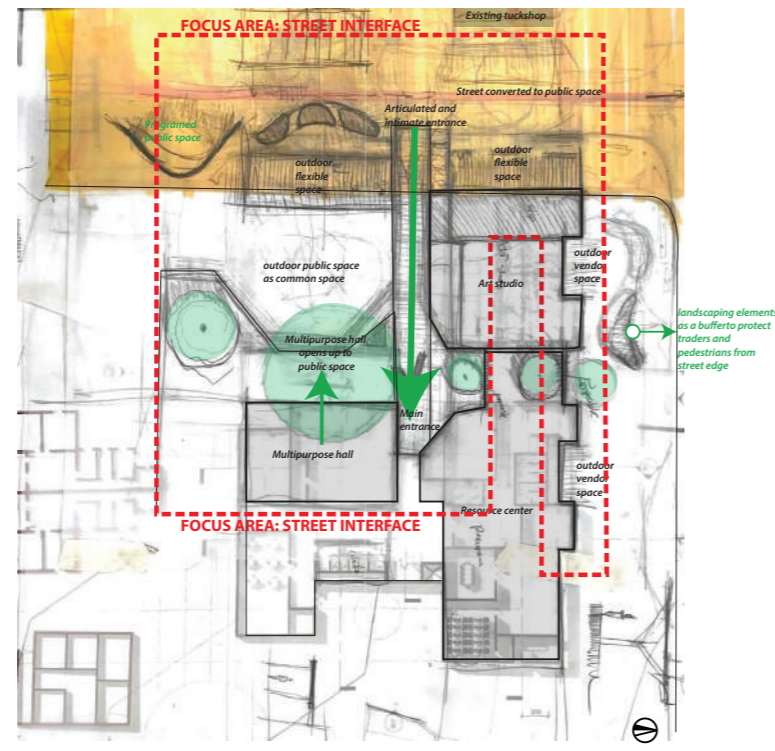 Existing tuckshop
FOCUS AREA: STREET INTERFACE
Street converted to public space
Articulated and
intimate entrance
Programed
public space
outdoor
flexible
space
outdoor
flexible
space
outdoor public space
as common space
outdoor
vendor
space
Art studio
landscaping elements
as a bufferto protect
traders and
pedestrians from
street edge
Multipurpose hall
opens up to
public space
Main
entrance
Multipurpose hall
outdoor
vendor
space
Resource center
FOCUS AREA: STREET INTERFACE